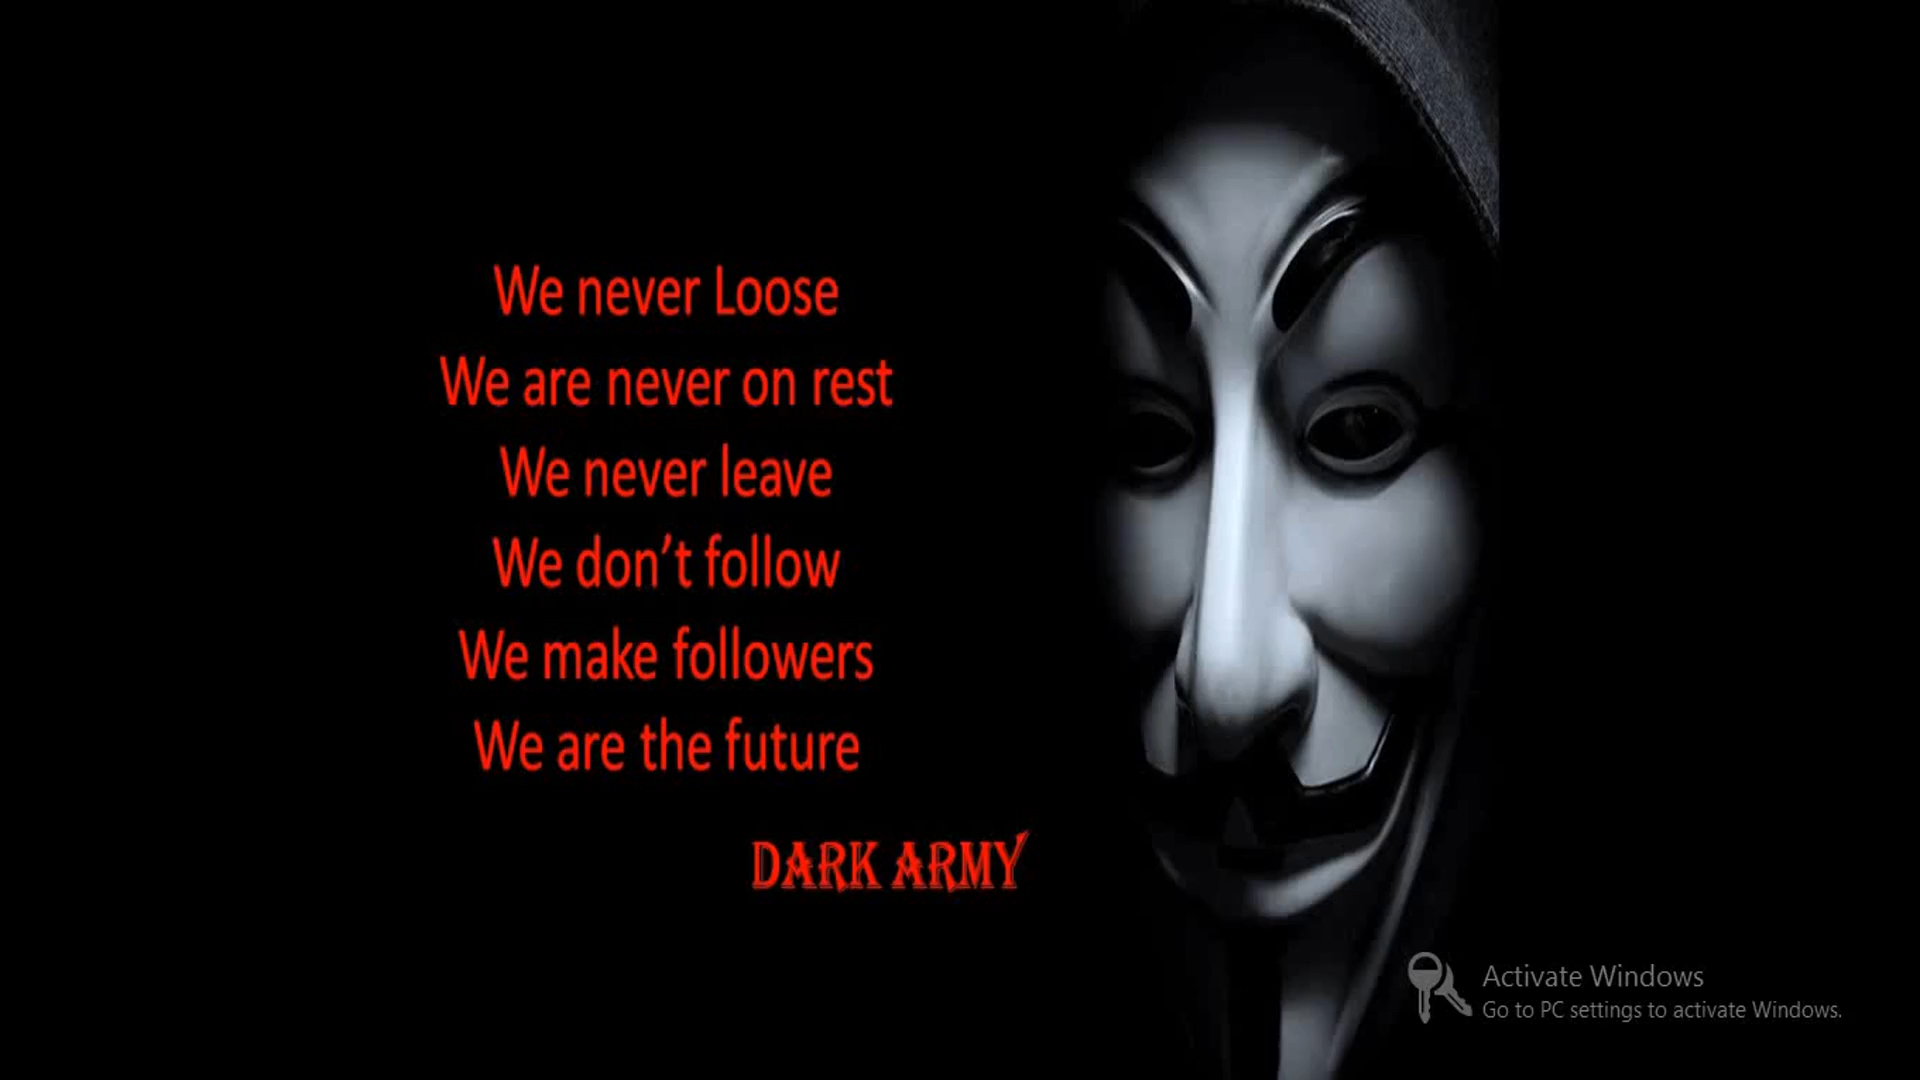 We never Loose
We are never on rest
We never leave
We don’t follow
We make followers
We are the future
DARK ARMY
Activate Windows
Go to PC settings to activate Windows.